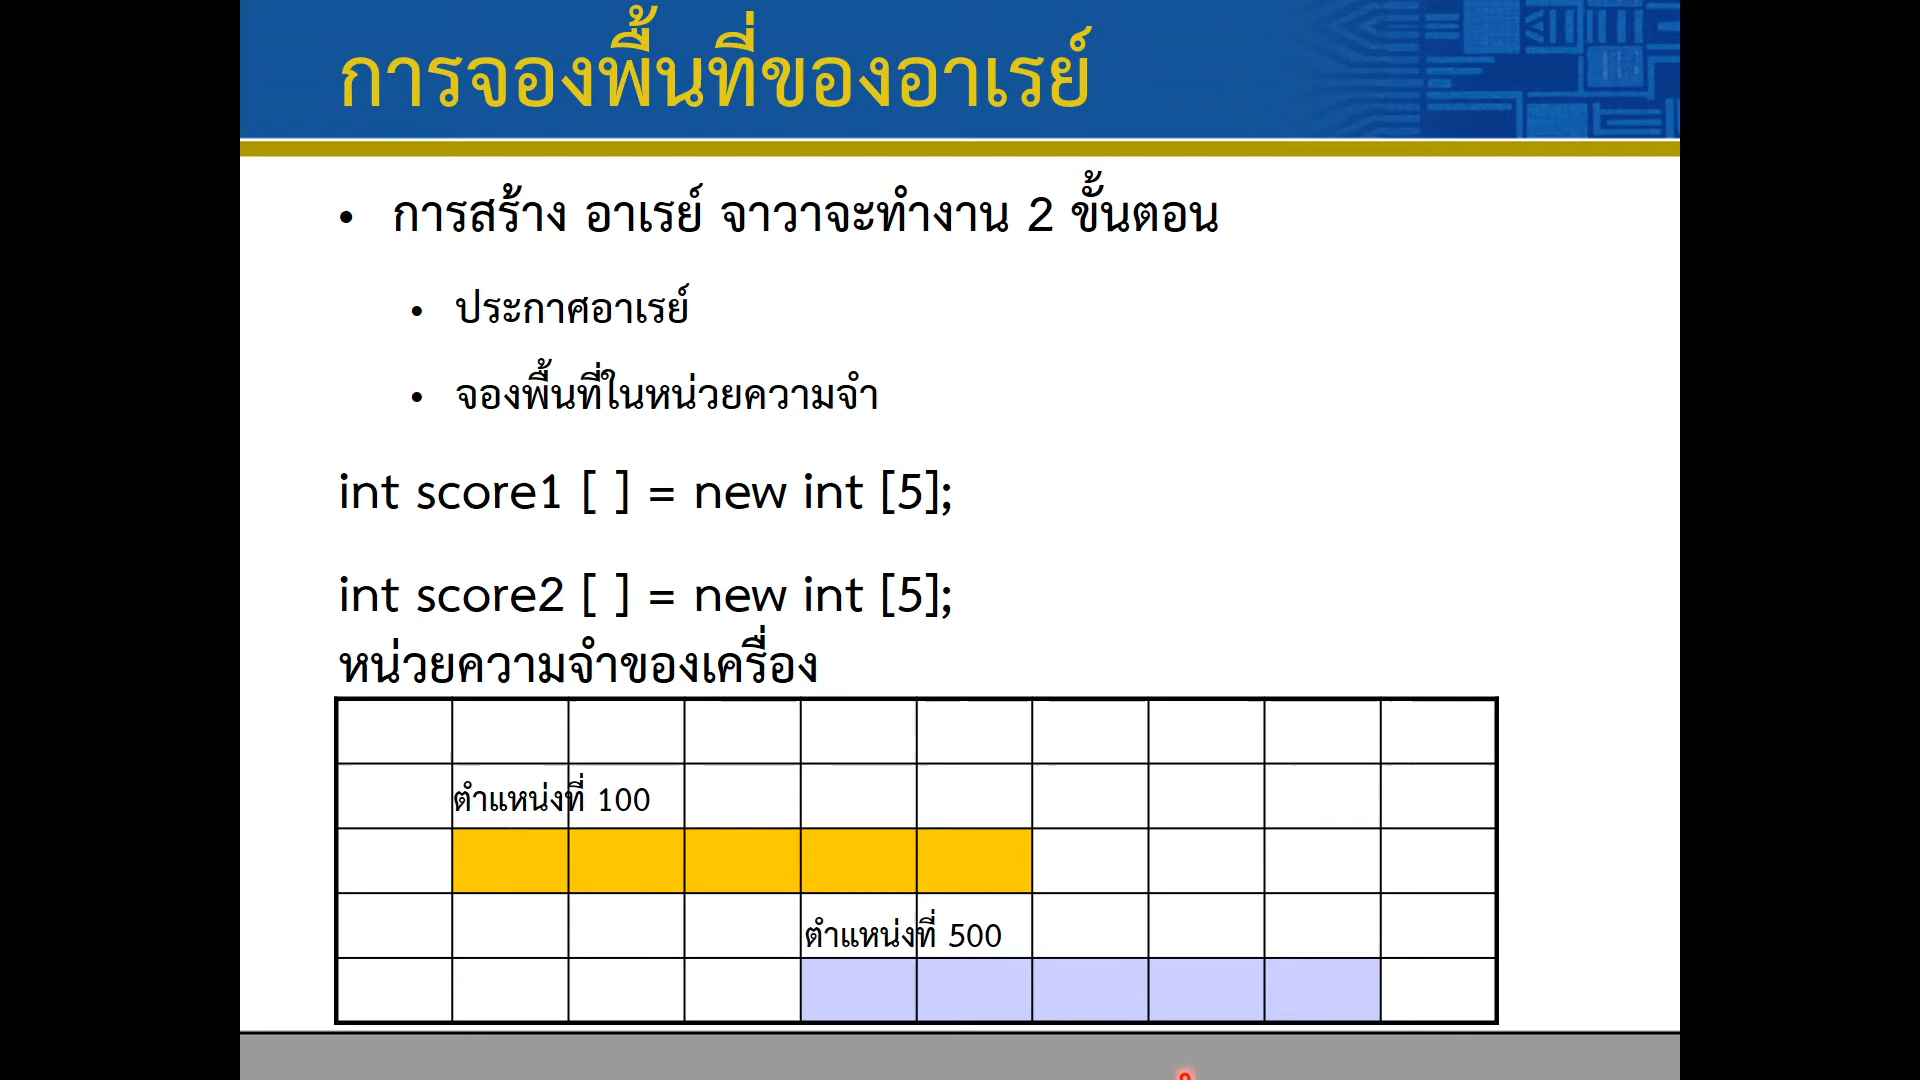 การจองพื้นที่ของอาเรย์
• การสร้าง อาเรย์ จาวาจะทำงาน 2 ขั้นตอน
• ประกาศอาเรย์
• จองพื้นที่ในหน่วยความจำ
int score1 [ ] = new int [5];
int score2 [ ] = new int [5];
หน่วยความจำของเครื่อง
ตำแหน่งที่ 100
ตำแหน่งที่ 500